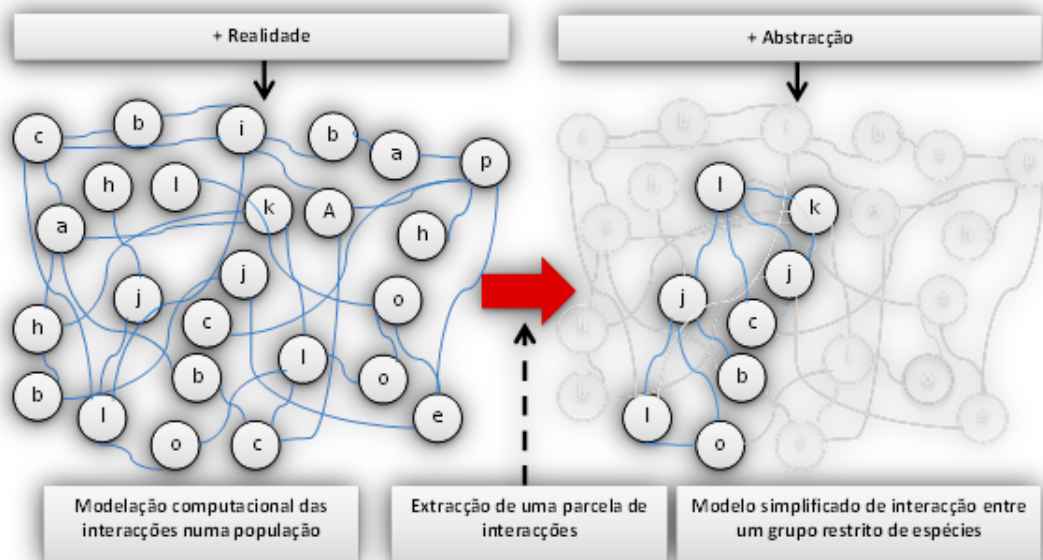 + Realidade
+ Abstracção
c
b
i
b
a
p
h
l
k
A
h
a
j
j
o
h
c
l
o
b
b
l
o
c
e
c
b
i
b
a
p
h
l
k
A
h
a
j
j
o
h
c
l
o
b
b
l
o
c
e
Modelação computacional das
interacções numa população
Extracção de uma parcela de
interacções
Modelo simplificado de interacção entre
um grupo restrito de espécies